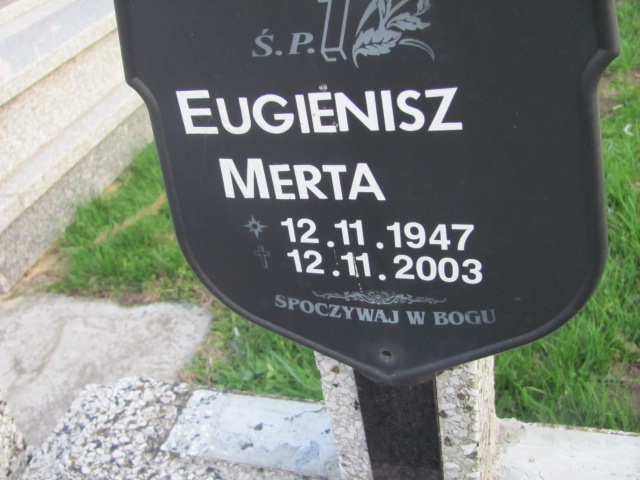 Ś.P.
EUGIENISZ
MERTA
12.11.1947
12.11.2003
SPOCZYWAJ W BOGU